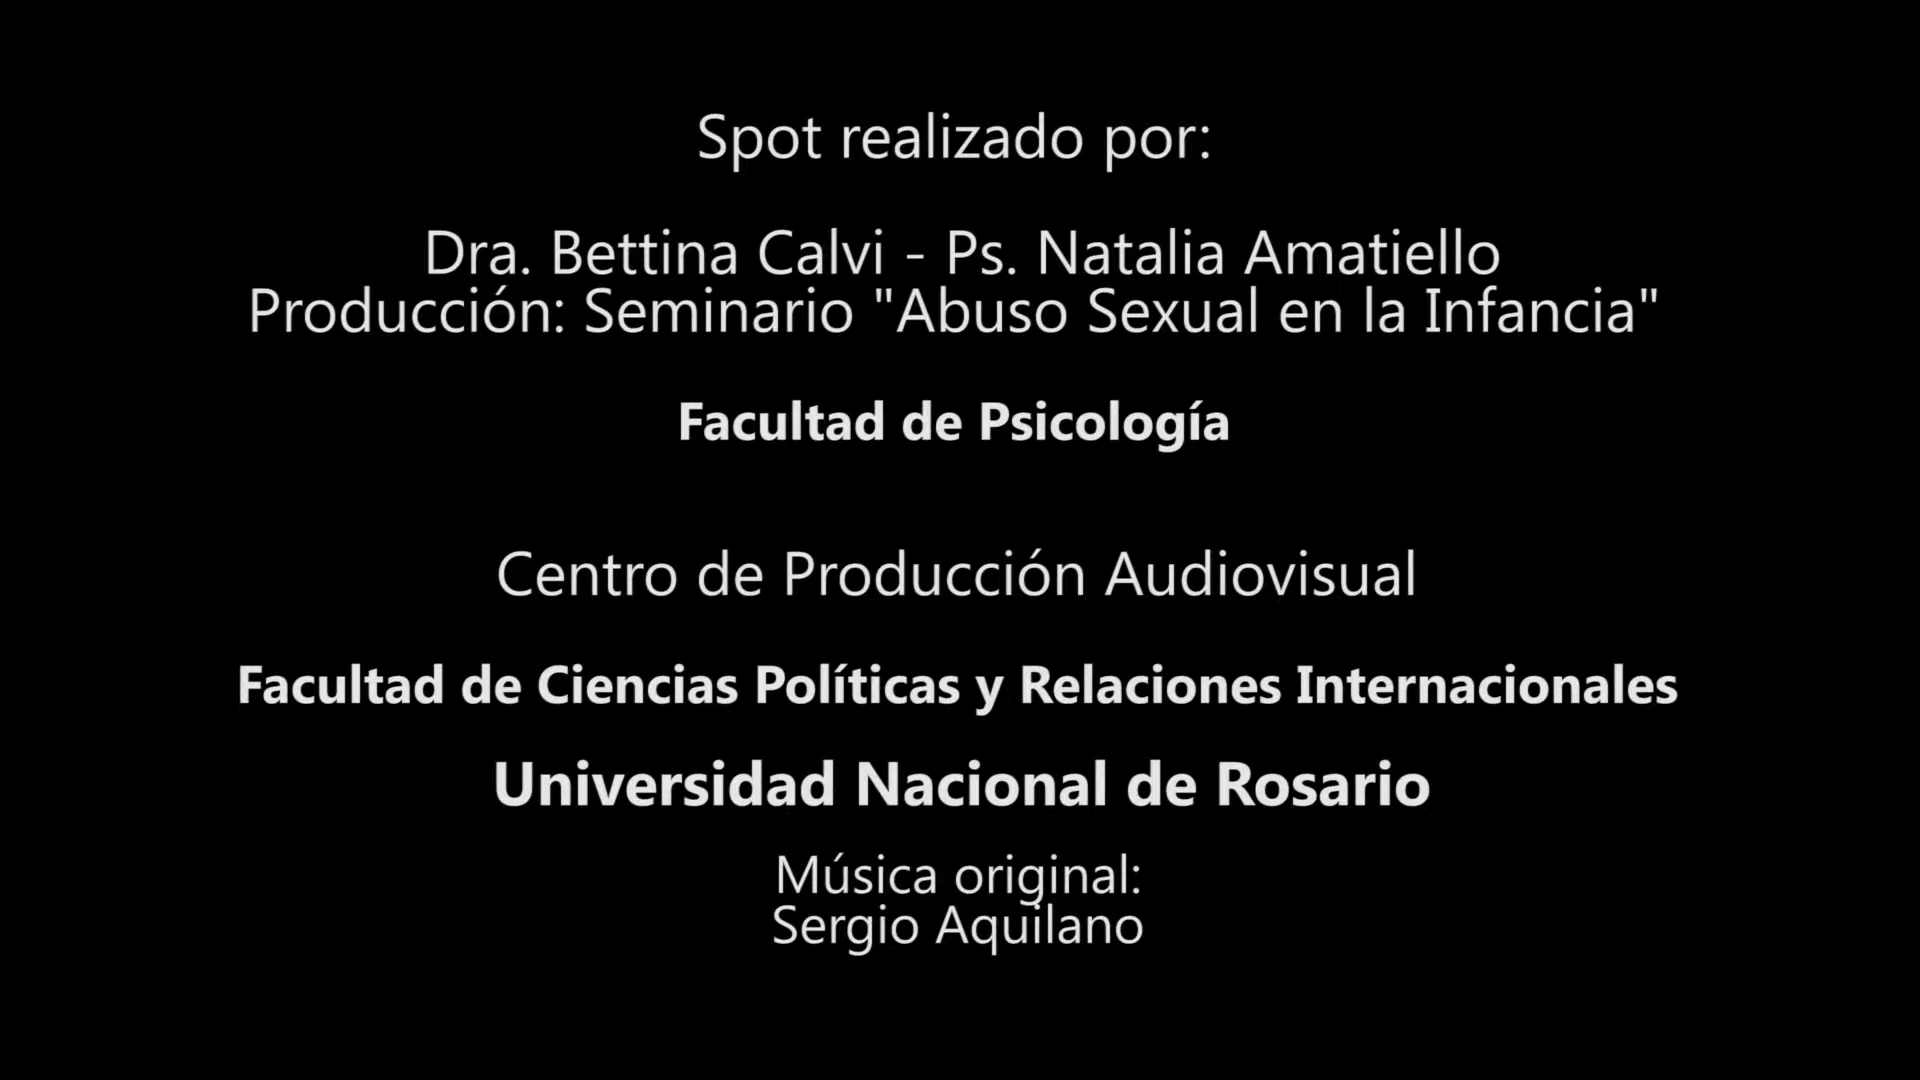 Spot realizado por:
Dra. Bettina Calvi - Ps. Natalia Amatiello
Producción: Seminario "Abuso Sexual en la Infancia"
Facultad de Psicología
Centro de Producción Audiovisual
Facultad de Ciencias Políticas y Relaciones Internacionales
Universidad Nacional de Rosario
Música original:
Sergio Aquilano